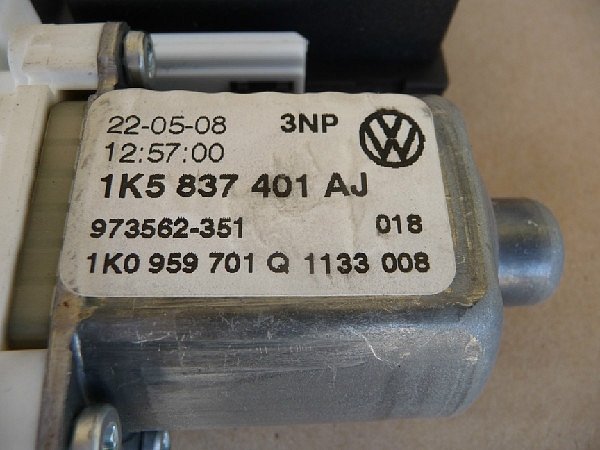 22-05-08 3NP
12:57:00
1K5 837 401 AJ
973562-351 018
1K0 959 701 Q 1133 008